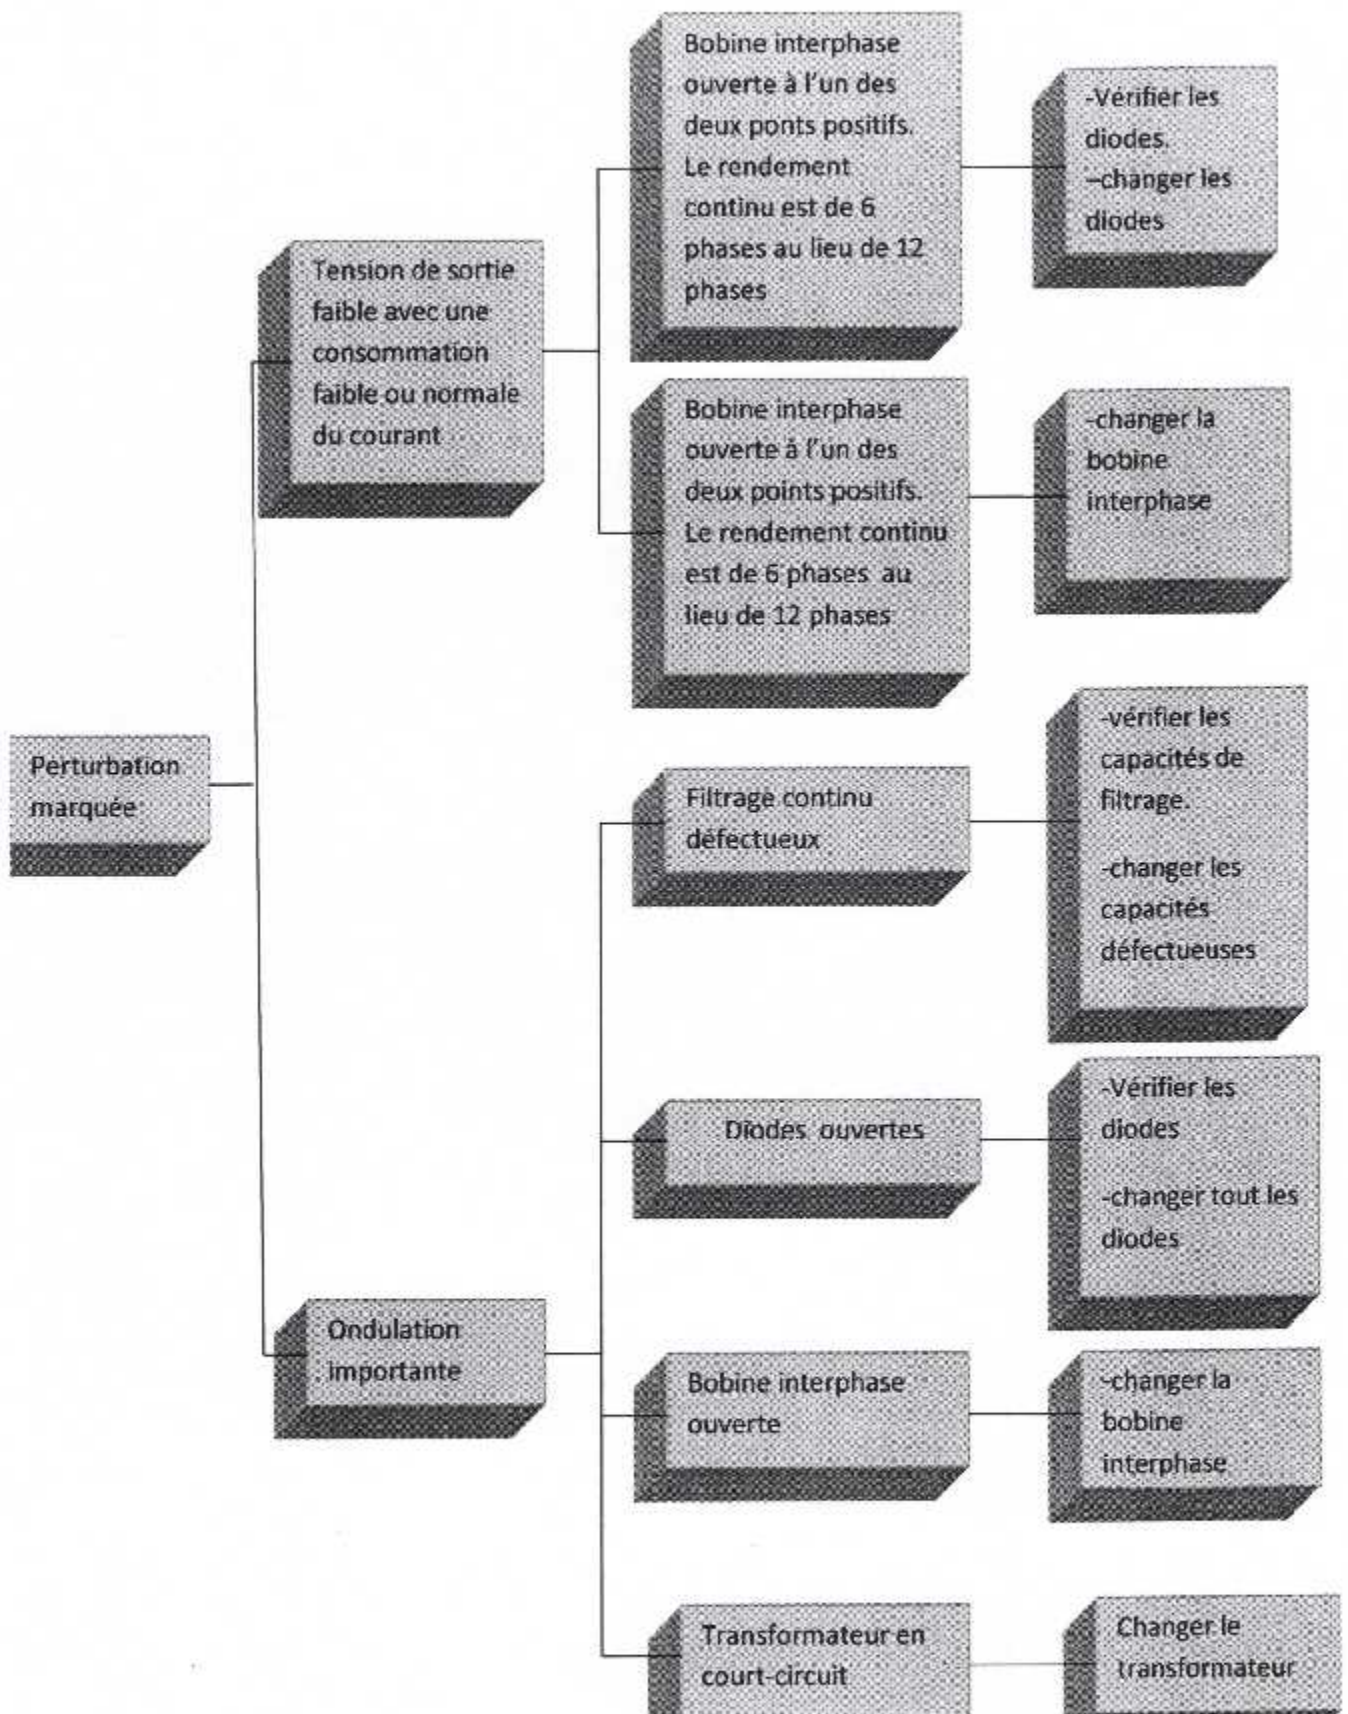 Perturbation
marquée
Tension de sortie
faible avec une
consommation
faible ou normale
du courant
Bobine interphase
ouverte à l'un des
deux ponts positifs.
Le rendement
continu est de 6
phases au lieu de 12
phases
-Vérifier les
diodes.
–changer les
diodes
Bobine interphase
ouverte à l'un des
deux points positifs.
Le rendement continu
est de 6 phases au
lieu de 12 phases
-changer la
bobine
interphase
Ondulation
importante
Filtrage continu
défectueux
-vérifier les
capacités de
filtrage.
-changer les
capacités
défectueuses
Diodes ouvertes
-Vérifier les
diodes
-changer tout les
diodes
Bobine interphase
ouverte
-changer la
bobine
interphase
Transformateur en
court-circuit
Changer le
transformateur